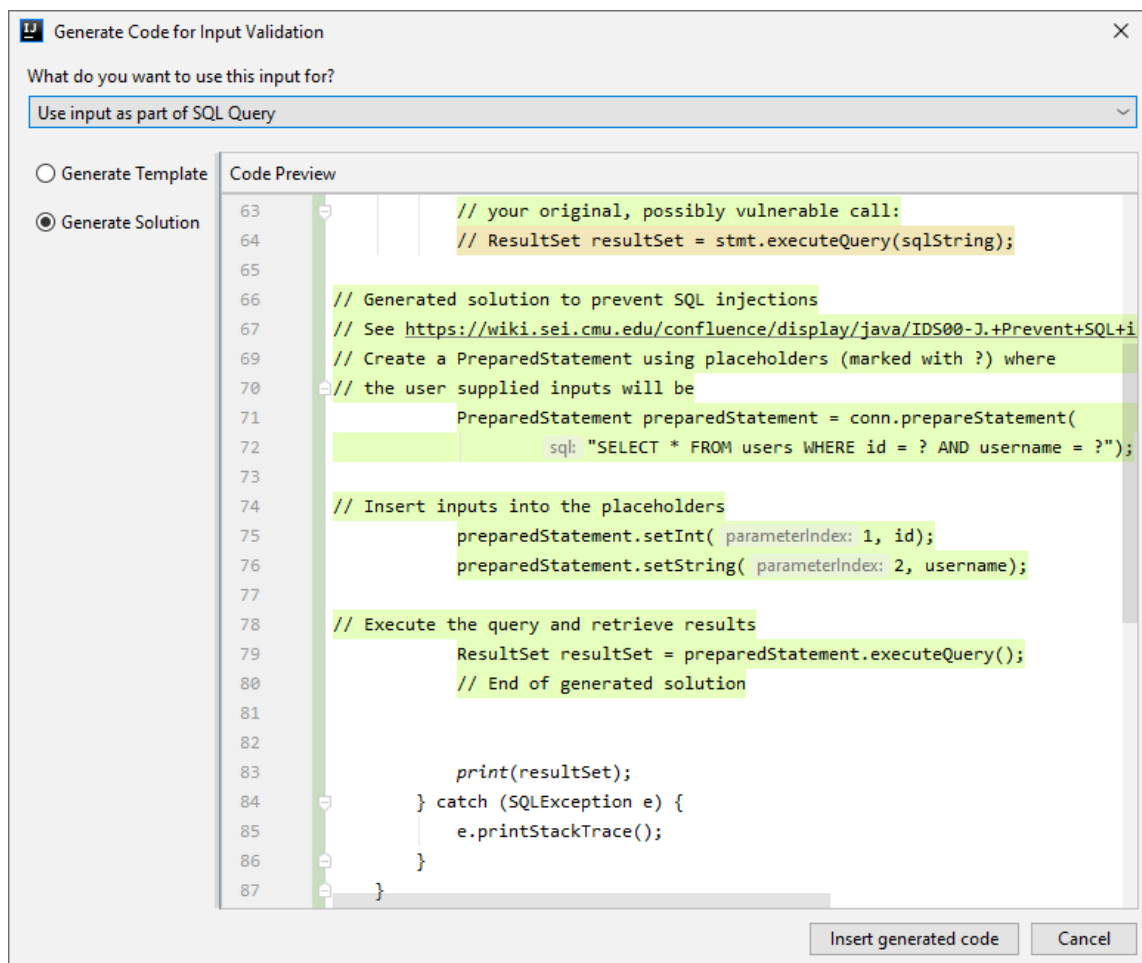 IJ Generate Code for Input Validation
What do you want to use this input for?
Use input as part of SQL Query
Generate Template
Generate Solution
Code Preview
63 // your original, possibly vulnerable call:
64 // ResultSet resultSet = stmt.executeQuery(sqlString);
65
66 // Generated solution to prevent SQL injections
67 // See https://wiki.sei.cmu.edu/confluence/display/java/IDS00-J.+Prevent+SQL+i
69 // Create a PreparedStatement using placeholders (marked with ?) where
70 // the user supplied inputs will be
71 PreparedStatement preparedStatement = conn.prepareStatement(
72 sql: "SELECT * FROM users WHERE id = ? AND username = ?");
73
74 // Insert inputs into the placeholders
75 preparedStatement.setInt( parameterIndex: 1, id);
76 preparedStatement.setString( parameterIndex: 2, username);
77
78 // Execute the query and retrieve results
79 ResultSet resultSet = preparedStatement.executeQuery();
80 // End of generated solution
81
82
83 print(resultSet);
84 } catch (SQLException e) {
85 e.printStackTrace();
86 }
87 }
Insert generated code
Cancel